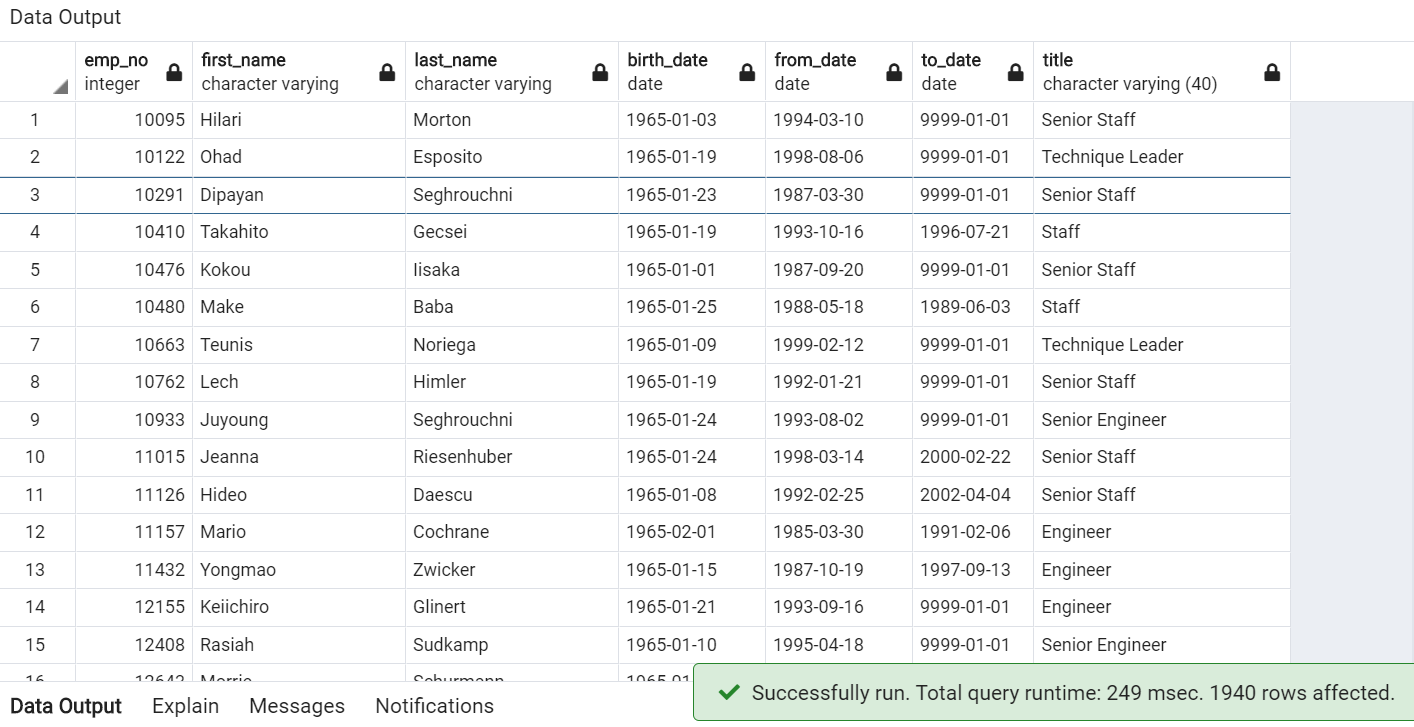 Data Output
emp_no first_name last_name birth_date from_date to_date title
integer character varying character varying date date date character varying (40)
1 10095 Hilari Morton 1965-01-03 1994-03-10 9999-01-01 Senior Staff
2 10122 Ohad Esposito 1965-01-19 1998-08-06 9999-01-01 Technique Leader
3 10291 Dipayan Seghrouchni 1965-01-23 1987-03-30 9999-01-01 Senior Staff
4 10410 Takahito Gecsei 1965-01-19 1993-10-16 1996-07-21 Staff
5 10476 Kokou Iisaka 1965-01-01 1987-09-20 9999-01-01 Senior Staff
6 10480 Make Baba 1965-01-25 1988-05-18 1989-06-03 Staff
7 10663 Teunis Noriega 1965-01-09 1999-02-12 9999-01-01 Technique Leader
8 10762 Lech Himler 1965-01-19 1992-01-21 9999-01-01 Senior Staff
9 10933 Juyoung Seghrouchni 1965-01-24 1993-08-02 9999-01-01 Senior Engineer
10 11015 Jeanna Riesenhuber 1965-01-24 1998-03-14 2000-02-22 Senior Staff
11 11126 Hideo Daescu 1965-01-08 1992-02-25 2002-04-04 Senior Staff
12 11157 Mario Cochrane 1965-02-01 1985-03-30 1991-02-06 Engineer
13 11432 Yongmao Zwicker 1965-01-15 1987-10-19 1997-09-13 Engineer
14 12155 Keiichiro Glinert 1965-01-21 1993-09-16 9999-01-01 Engineer
15 12408 Rasiah Sudkamp 1965-01-10 1995-04-18 9999-01-01 Senior Engineer
Successfully run. Total query runtime: 249 msec. 1940 rows affected.
Data Output Explain Messages Notifications